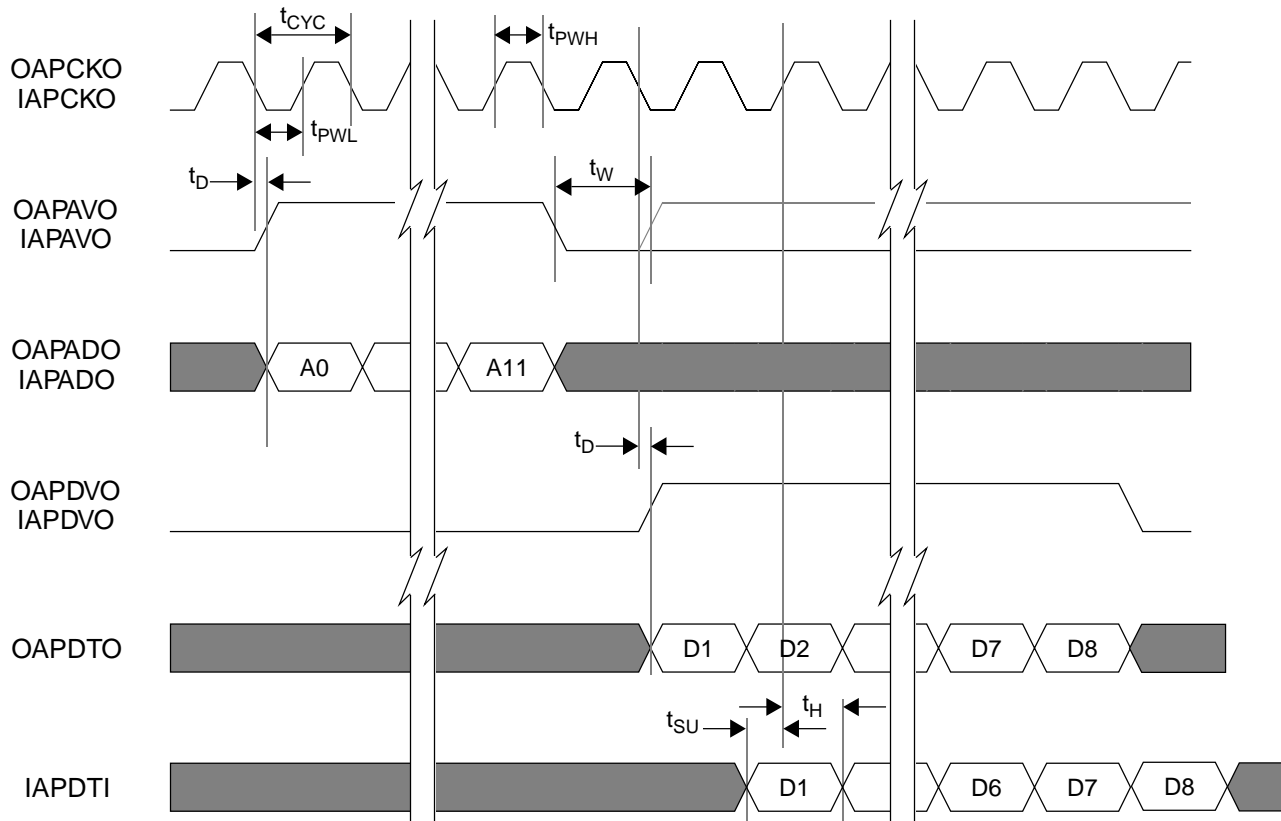 tCYC
tPWH
OAPCKO
IAPCKO
tPWL
tD
tW
OAPAVO
IAPAVO
OAPADO
IAPADO
A0
A11
tD
OAPDVO
IAPDVO
OAPDTO
D1
D2
D7
D8
tSU
tH
IAPDTI
D1
D6
D7
D8